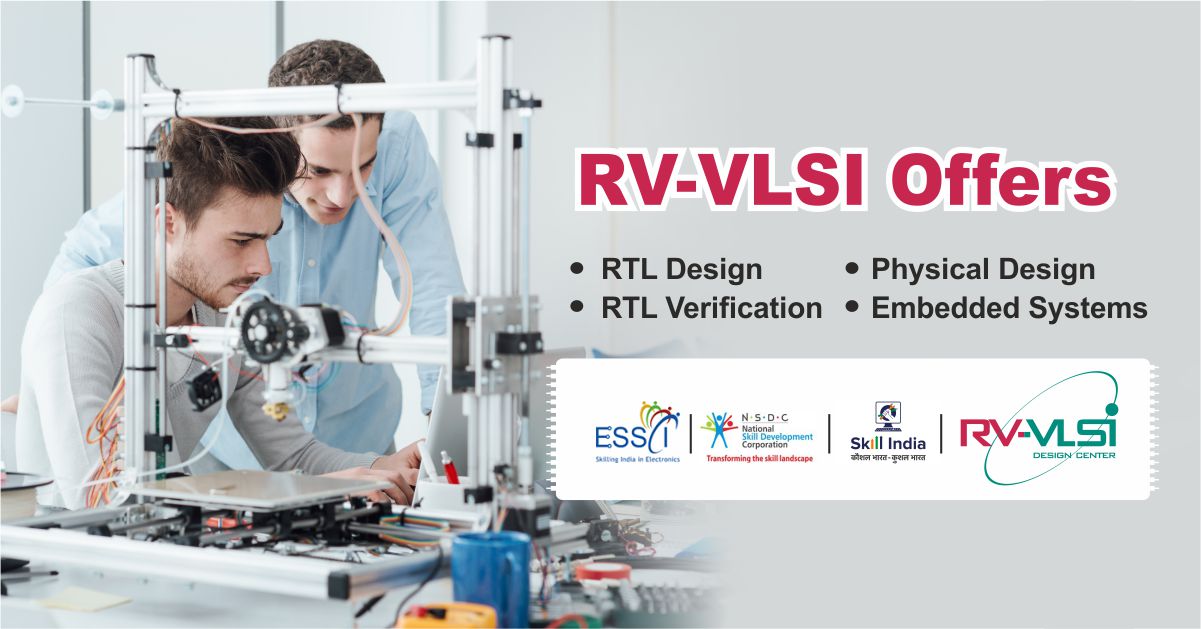 RV-VLSI Offers
• RTL Design
• RTL Verification
• Physical Design
• Embedded Systems
ESSCI
Skilling India in Electronics
N·S·D·C
National
Skill Development
Corporation
Transforming the skill landscape
Skill India
कौशल भारत-कुशल भारत
RV-VLSI
DESIGN CENTER